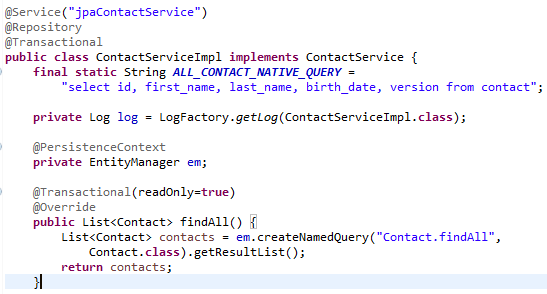 @Service("jpaContactService")
@Repository
@Transactional
public class ContactServiceImpl implements ContactService {
    final static String ALL_CONTACT_NATIVE_QUERY =
        "select id, first_name, last_name, birth_date, version from contact";

    private Log log = LogFactory.getLog(ContactServiceImpl.class);

    @PersistenceContext
    private EntityManager em;

    @Transactional(readOnly=true)
    @Override
    public List<Contact> findAll() {
        List<Contact> contacts = em.createNamedQuery("Contact.findAll",
            Contact.class).getResultList();
        return contacts;
    }